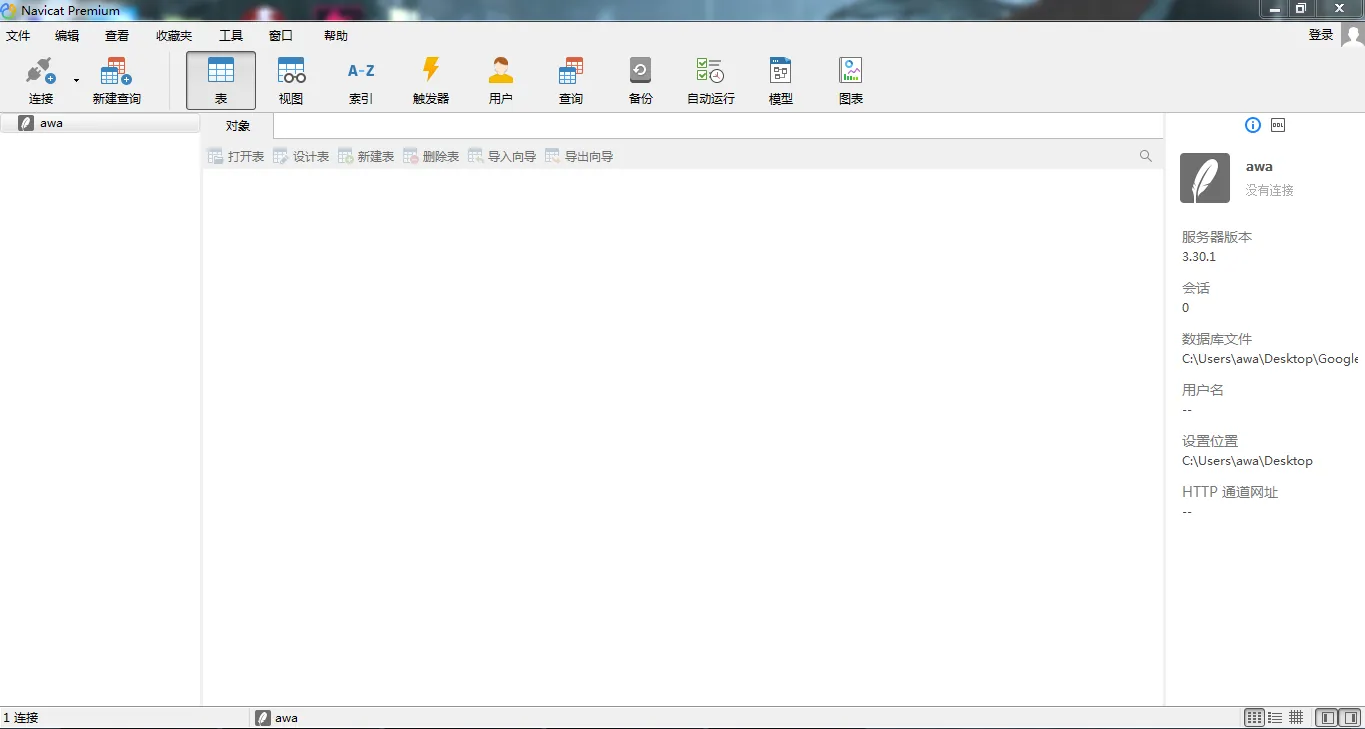 Navicat Premium
文件 编辑 查看 收藏夹 工具 窗口 帮助 登录
连接 新建查询 表 视图 A-Z 索引 触发器 用户 查询 备份 自动运行 模型 图表
awa 对象 DDL
打开表 设计表 新建表 删除表 导入向导 导出向导
awa
没有连接
服务器版本
3.30.1
会话
0
数据库文件
C:\Users\awa\Desktop\Google
用户名
--
设置位置
C:\Users\awa\Desktop
HTTP 通道网址
--
1 连接 awa